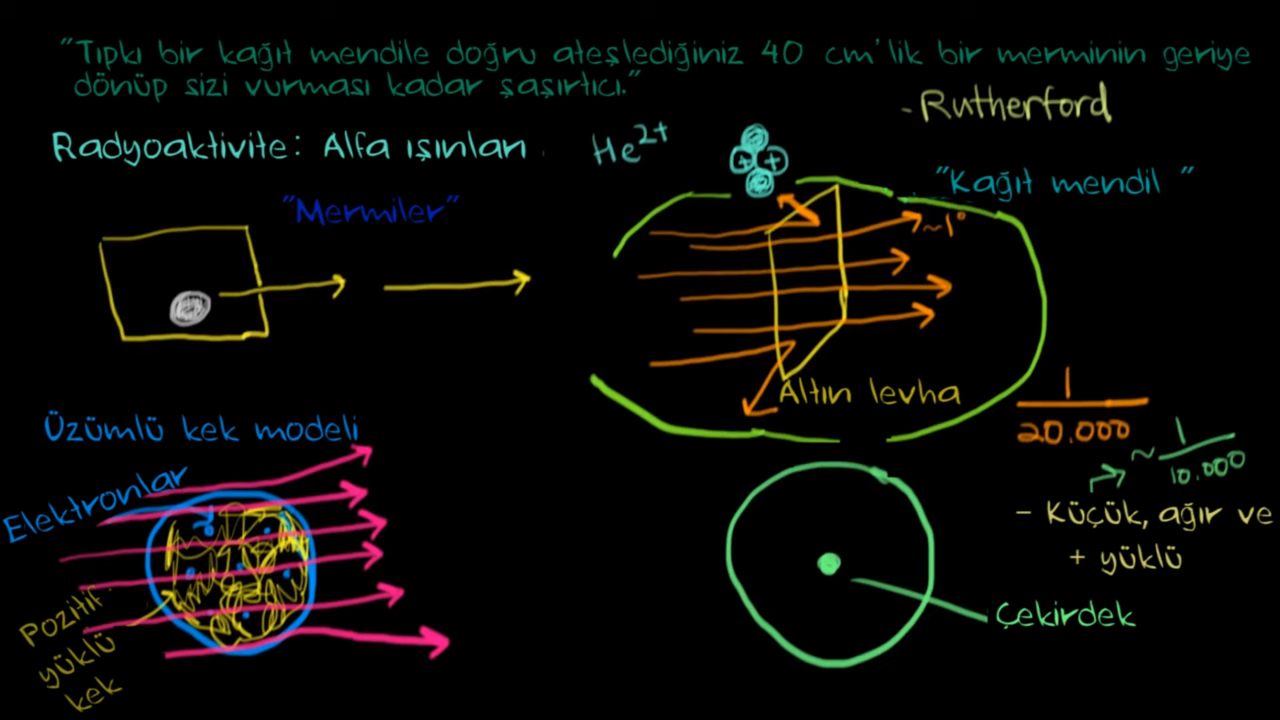 "Tıpkı bir kağıt mendile doğru ateşlediğiniz 40 cm'lik bir merminin geriye
dönüp sizi vurması kadar şaşırtıcı."
- Rutherford
Radyoaktivite: Alfa ışınları
He2+
+ +
"Kağıt mendil"
"Mermiler"
~1°
Altın levha
1
20.000
~ 1
10.000
Üzümlü kek modeli
Elektronlar
- Küçük, ağır ve
+ yüklü
Pozitif
yüklü
kek
Çekirdek